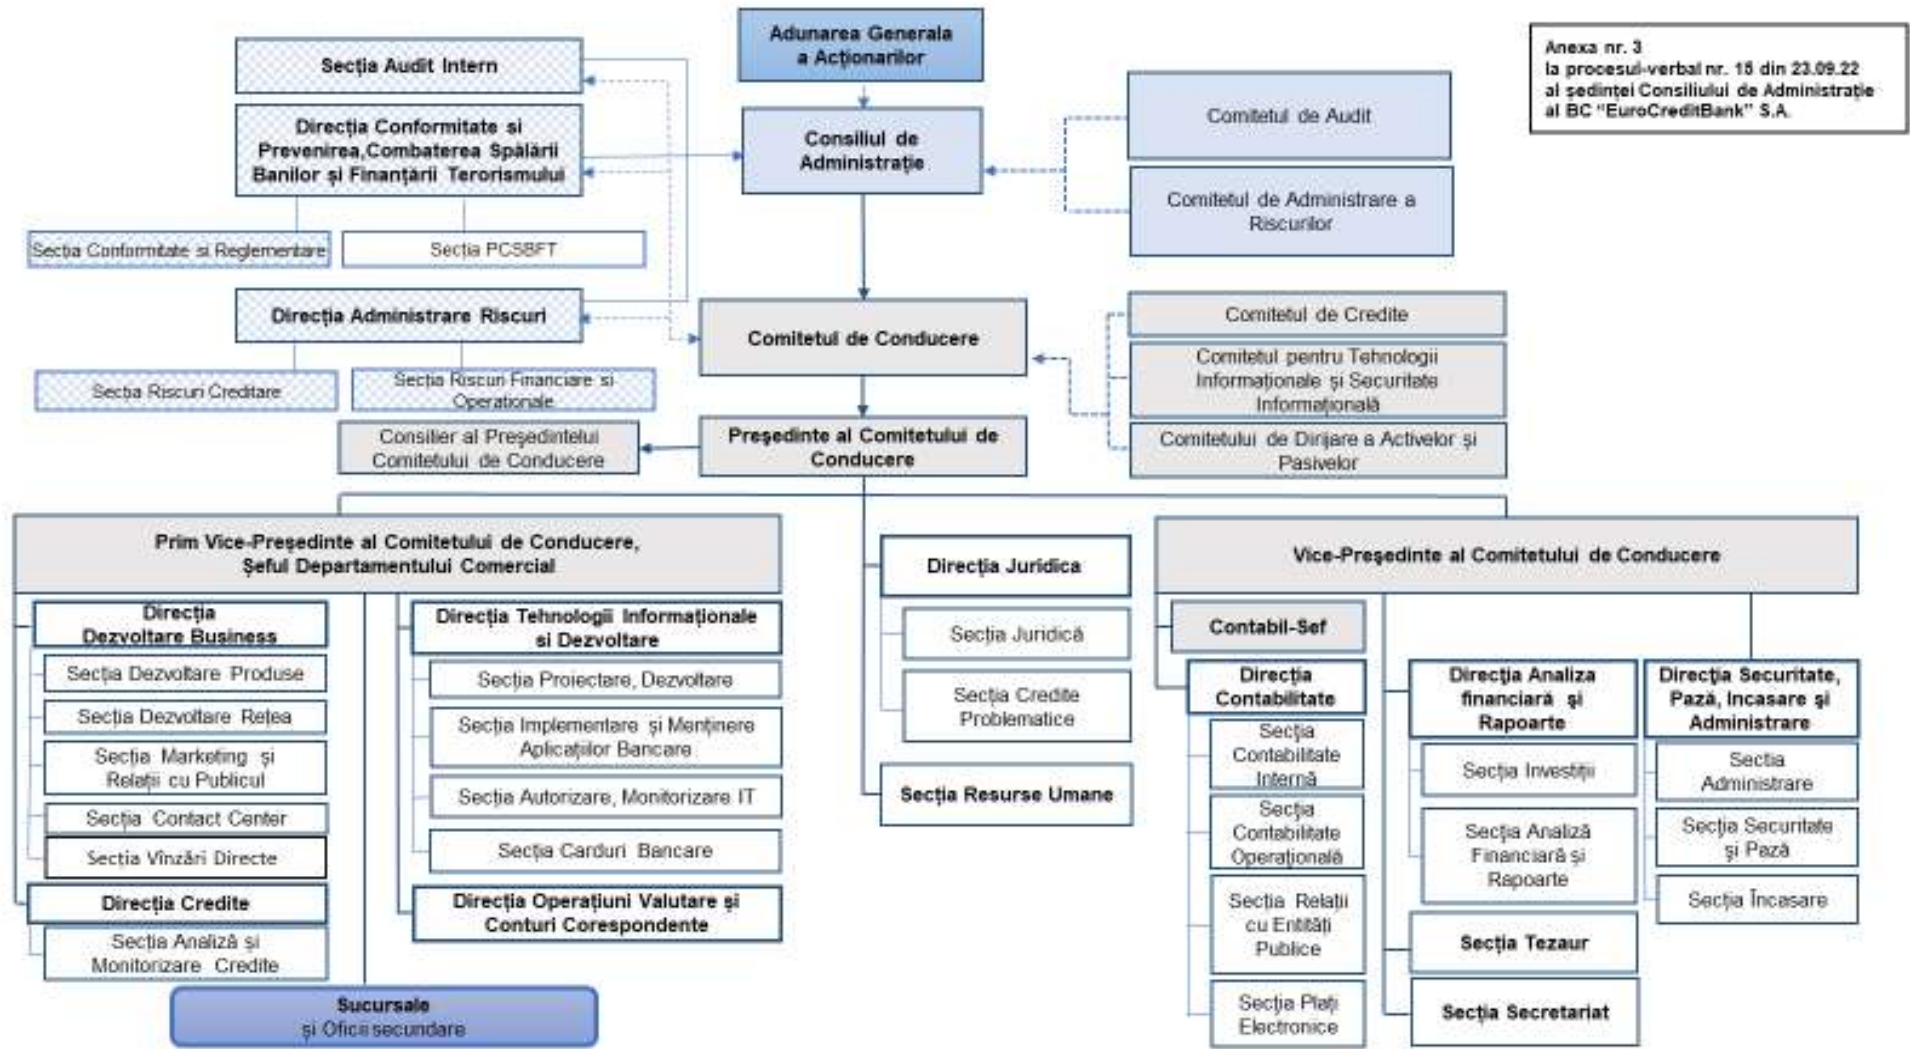 Adunarea Generala
a Acționarilor
Anexa nr. 3
la procesul-verbal nr. 15 din 23.09.22
al ședinței Consiliului de Administrație
al BC “EuroCreditBank” S.A.
Secția Audit Intern
Direcția Conformitate si
Prevenirea,Combaterea Spălării
Banilor și Finanțării Terorismului
Consiliul de
Administrație
Comitetul de Audit
Comitetul de Administrare a
Riscurilor
Secția Conformitate si Reglementare
Secția PCSBFT
Direcția Administrare Riscuri
Secția Riscuri Creditare
Secția Riscuri Financiare si
Operationale
Comitetul de Conducere
Comitetul de Credite
Comitetul pentru Tehnologii
Informaționale și Securitate
Informațională
Comitetului de Dirijare a Activelor și
Pasivelor
Consilier al Președintelui
Comitetului de Conducere
Președinte al Comitetului de
Conducere
Prim Vice-Președinte al Comitetului de Conducere,
Șeful Departamentului Comercial
Direcția
Dezvoltare Business
Secția Dezvoltare Produse
Secția Dezvoltare Rețea
Secția Marketing și
Relații cu Publicul
Secția Contact Center
Secția Vînzări Directe
Direcția Credite
Secția Analiză și
Monitorizare Credite
Direcția Tehnologii Informaționale
si Dezvoltare
Secția Proiectare, Dezvoltare
Secția Implementare și Menținere
Aplicațiilor Bancare
Secția Autorizare, Monitorizare IT
Secția Carduri Bancare
Direcția Operațiuni Valutare și
Conturi Corespondente
Sucursale
și Oficii secundare
Direcția Juridica
Secția Juridică
Secția Credite
Problematice
Secția Resurse Umane
Vice-Președinte al Comitetului de Conducere
Contabil-Sef
Direcția
Contabilitate
Secția
Contabilitate
Internă
Secția
Contabilitate
Operațională
Secția Relații
cu Entități
Publice
Secția Plați
Electronice
Direcția Analiza
financiară și
Rapoarte
Secția Investiții
Secția Analiză
Financiară și
Rapoarte
Secția Tezaur
Secția Secretariat
Direcția Securitate,
Pază, Incasare și
Administrare
Sectia
Administrare
Secția Securitate
și Pază
Secția Încasare